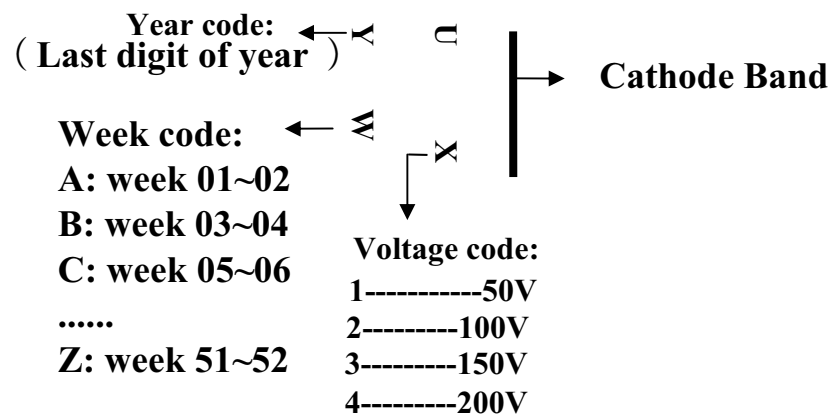 Year code:
（ Last digit of year ）
Y
U
Cathode Band
W
X
Week code:
A: week 01~02
B: week 03~04
C: week 05~06
......
Z: week 51~52
Voltage code:
1-----------50V
2---------100V
3---------150V
4---------200V